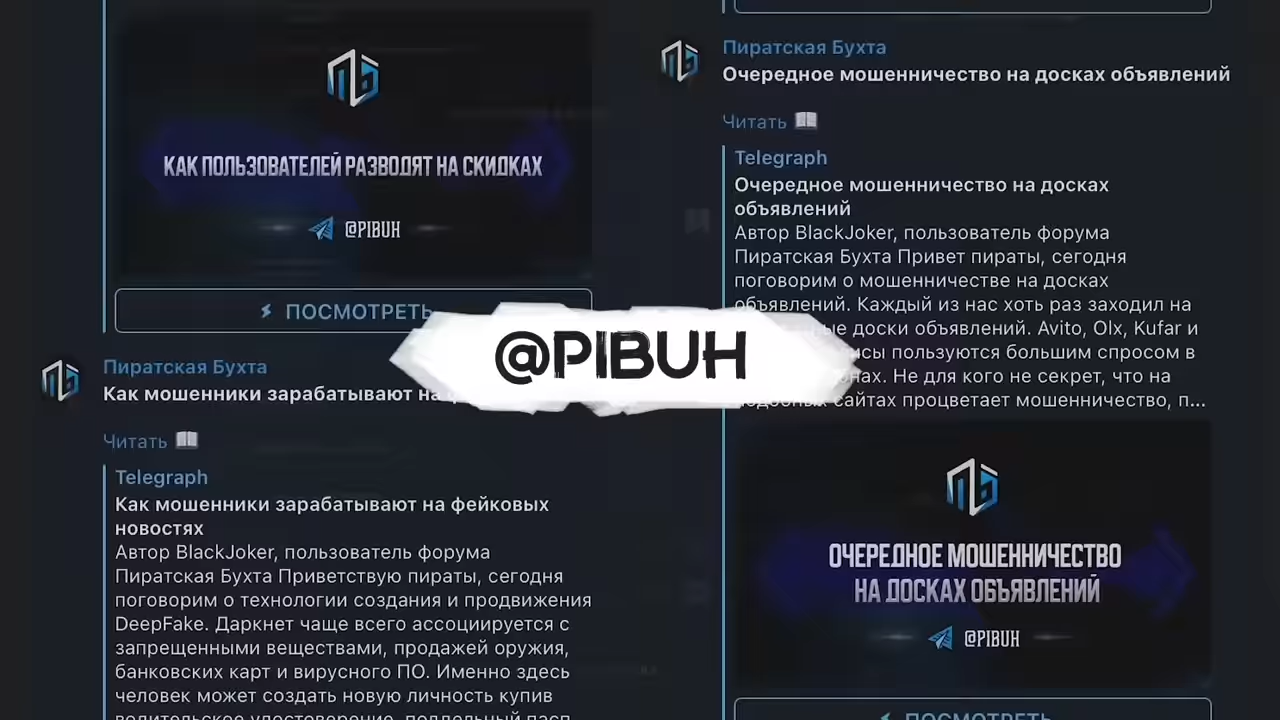 КАК ПОЛЬЗОВАТЕЛЕЙ РАЗВОДЯТ НА СКИДКАХ
@PIBUH
ПОСМОТРЕТЬ
Пиратская Бухта
Как мошенники зарабатывают на
Читать
Telegraph
Как мошенники зарабатывают на фейковых
новостях
Автор BlackJoker, пользователь форума
Пиратская Бухта Приветствую пираты, сегодня
поговорим о технологии создания и продвижения
DeepFake. Даркнет чаще всего ассоциируется с
запрещенными веществами, продажей оружия,
банковских карт и вирусного ПО. Именно здесь
человек может создать новую личность купив
водительское удостоверение, поддельный
@PIBUH
Пиратская Бухта
Очередное мошенничество на досках объявлений
Читать
Telegraph
Очередное мошенничество на досках
объявлений
Автор BlackJoker, пользователь форума
Пиратская Бухта Привет пираты, сегодня
поговорим о мошенничестве на досках
объявлений. Каждый из нас хоть раз заходил на
доски объявлений. Avito, Olx, Kufar и
пользуются большим спросом в
Не для кого не секрет, что на
подобных сайтах процветает мошенничество, п...
ОЧЕРЕДНОЕ МОШЕННИЧЕСТВО
НА ДОСКАХ ОБЪЯВЛЕНИЙ
@PIBUH
ПОСМОТРЕТЬ